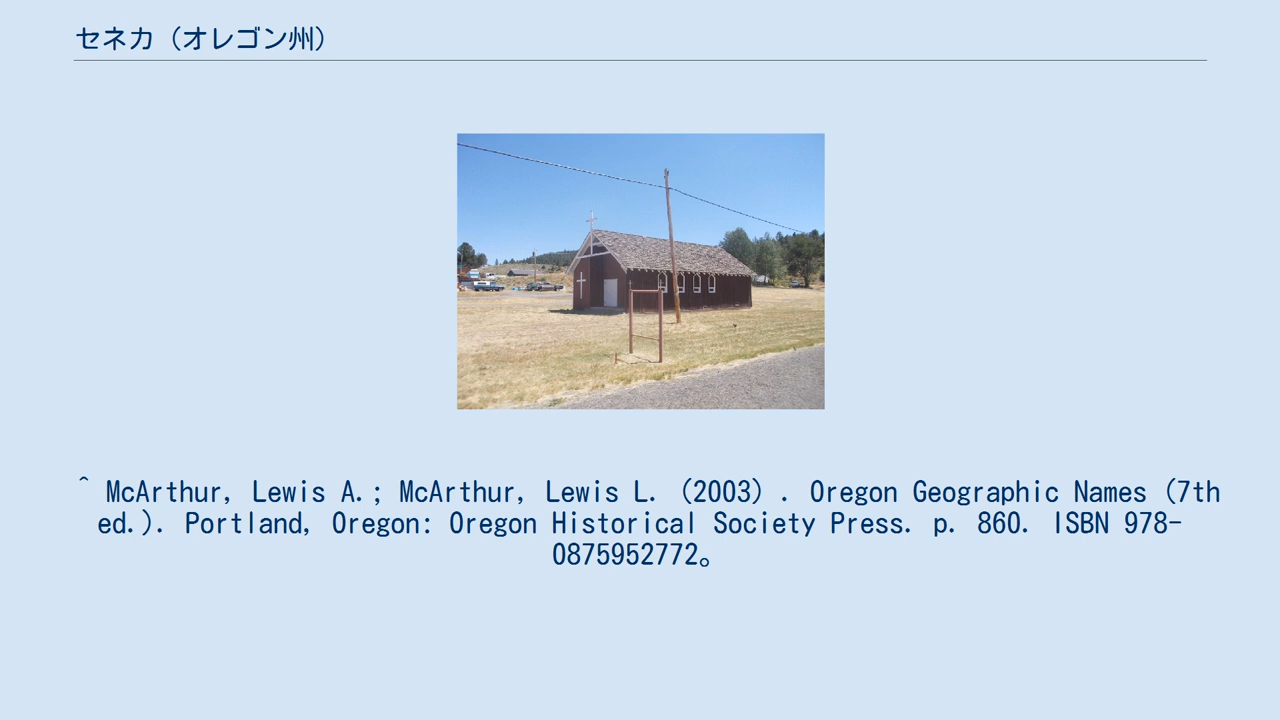 セネカ（オレゴン州）
^ McArthur, Lewis A.; McArthur, Lewis L. (2003) . Oregon Geographic Names (7th
ed.). Portland, Oregon: Oregon Historical Society Press. p. 860. ISBN 978-
0875952772。